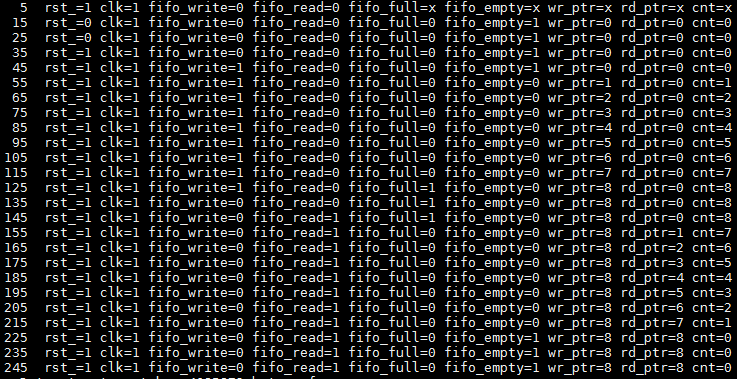 5 rst_=1 clk=1 fifo_write=0 fifo_read=0 fifo_full=x fifo_empty=x wr_ptr=x rd_ptr=x cnt=x
15 rst_=0 clk=1 fifo_write=0 fifo_read=0 fifo_full=0 fifo_empty=1 wr_ptr=0 rd_ptr=0 cnt=0
25 rst_=0 clk=1 fifo_write=0 fifo_read=0 fifo_full=0 fifo_empty=1 wr_ptr=0 rd_ptr=0 cnt=0
35 rst_=1 clk=1 fifo_write=0 fifo_read=0 fifo_full=0 fifo_empty=1 wr_ptr=0 rd_ptr=0 cnt=0
45 rst_=1 clk=1 fifo_write=1 fifo_read=0 fifo_full=0 fifo_empty=1 wr_ptr=0 rd_ptr=0 cnt=0
55 rst_=1 clk=1 fifo_write=1 fifo_read=0 fifo_full=0 fifo_empty=0 wr_ptr=1 rd_ptr=0 cnt=1
65 rst_=1 clk=1 fifo_write=1 fifo_read=0 fifo_full=0 fifo_empty=0 wr_ptr=2 rd_ptr=0 cnt=2
75 rst_=1 clk=1 fifo_write=1 fifo_read=0 fifo_full=0 fifo_empty=0 wr_ptr=3 rd_ptr=0 cnt=3
85 rst_=1 clk=1 fifo_write=1 fifo_read=0 fifo_full=0 fifo_empty=0 wr_ptr=4 rd_ptr=0 cnt=4
95 rst_=1 clk=1 fifo_write=1 fifo_read=0 fifo_full=0 fifo_empty=0 wr_ptr=5 rd_ptr=0 cnt=5
105 rst_=1 clk=1 fifo_write=1 fifo_read=0 fifo_full=0 fifo_empty=0 wr_ptr=6 rd_ptr=0 cnt=6
115 rst_=1 clk=1 fifo_write=1 fifo_read=0 fifo_full=0 fifo_empty=0 wr_ptr=7 rd_ptr=0 cnt=7
125 rst_=1 clk=1 fifo_write=1 fifo_read=0 fifo_full=1 fifo_empty=0 wr_ptr=8 rd_ptr=0 cnt=8
135 rst_=1 clk=1 fifo_write=0 fifo_read=0 fifo_full=1 fifo_empty=0 wr_ptr=8 rd_ptr=0 cnt=8
145 rst_=1 clk=1 fifo_write=0 fifo_read=1 fifo_full=1 fifo_empty=0 wr_ptr=8 rd_ptr=0 cnt=8
155 rst_=1 clk=1 fifo_write=0 fifo_read=1 fifo_full=0 fifo_empty=0 wr_ptr=8 rd_ptr=1 cnt=7
165 rst_=1 clk=1 fifo_write=0 fifo_read=1 fifo_full=0 fifo_empty=0 wr_ptr=8 rd_ptr=2 cnt=6
175 rst_=1 clk=1 fifo_write=0 fifo_read=1 fifo_full=0 fifo_empty=0 wr_ptr=8 rd_ptr=3 cnt=5
185 rst_=1 clk=1 fifo_write=0 fifo_read=1 fifo_full=0 fifo_empty=0 wr_ptr=8 rd_ptr=4 cnt=4
195 rst_=1 clk=1 fifo_write=0 fifo_read=1 fifo_full=0 fifo_empty=0 wr_ptr=8 rd_ptr=5 cnt=3
205 rst_=1 clk=1 fifo_write=0 fifo_read=1 fifo_full=0 fifo_empty=0 wr_ptr=8 rd_ptr=6 cnt=2
215 rst_=1 clk=1 fifo_write=0 fifo_read=1 fifo_full=0 fifo_empty=0 wr_ptr=8 rd_ptr=7 cnt=1
225 rst_=1 clk=1 fifo_write=0 fifo_read=1 fifo_full=0 fifo_empty=1 wr_ptr=8 rd_ptr=8 cnt=0
235 rst_=1 clk=1 fifo_write=0 fifo_read=1 fifo_full=0 fifo_empty=1 wr_ptr=8 rd_ptr=8 cnt=0
245 rst_=1 clk=1 fifo_write=0 fifo_read=1 fifo_full=0 fifo_empty=1 wr_ptr=8 rd_ptr=8 cnt=0